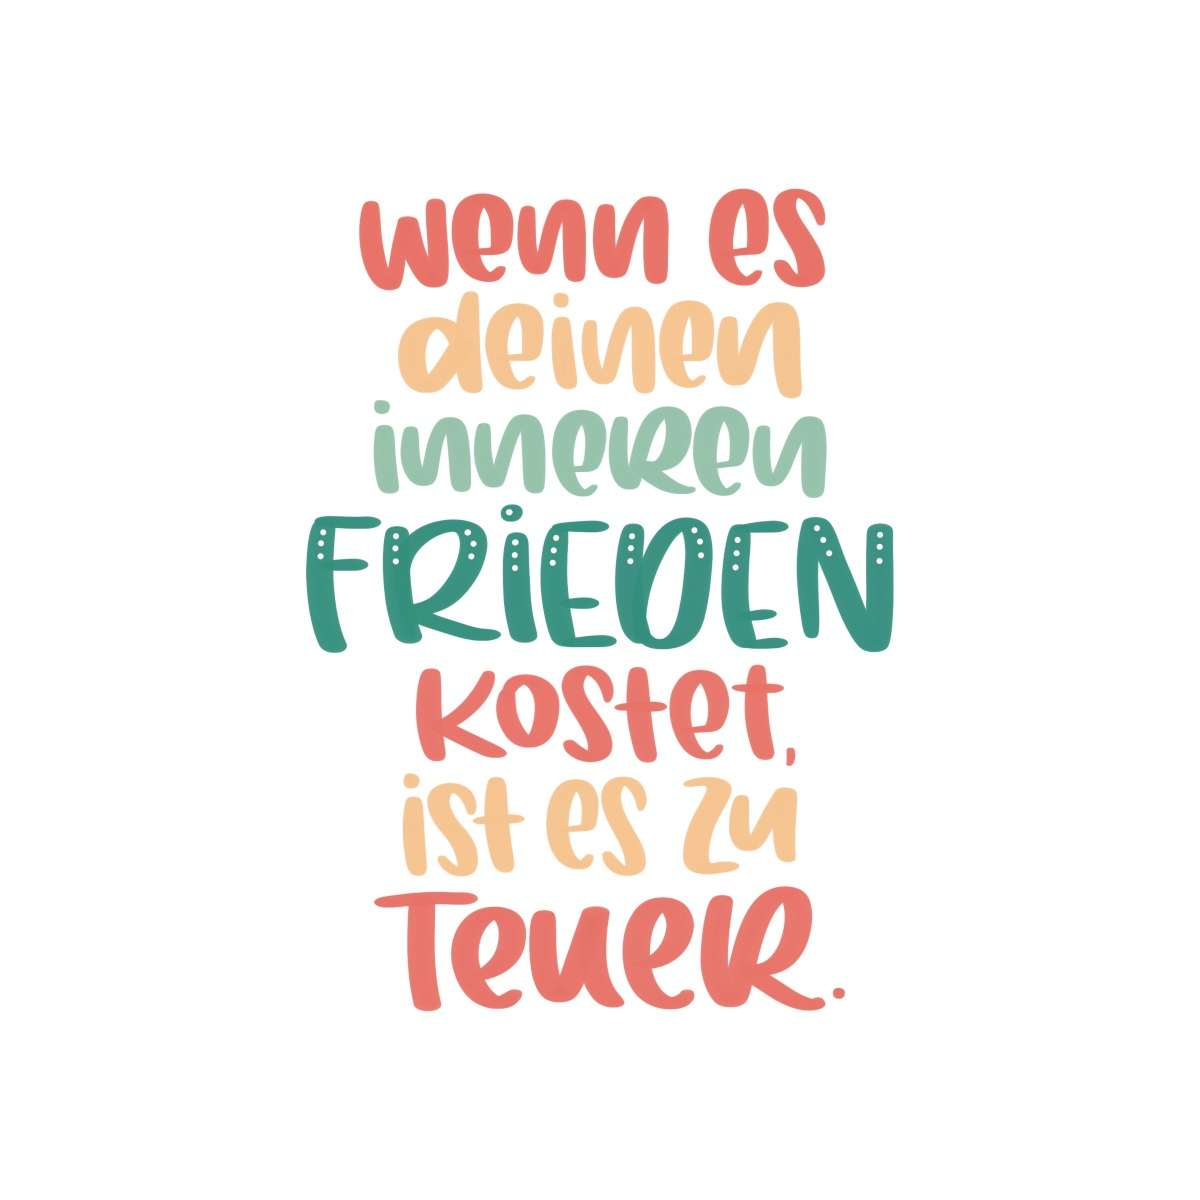 wenn es
deinen
inneren
FRiEDEN
kostet,
ist es zu
TeueR.